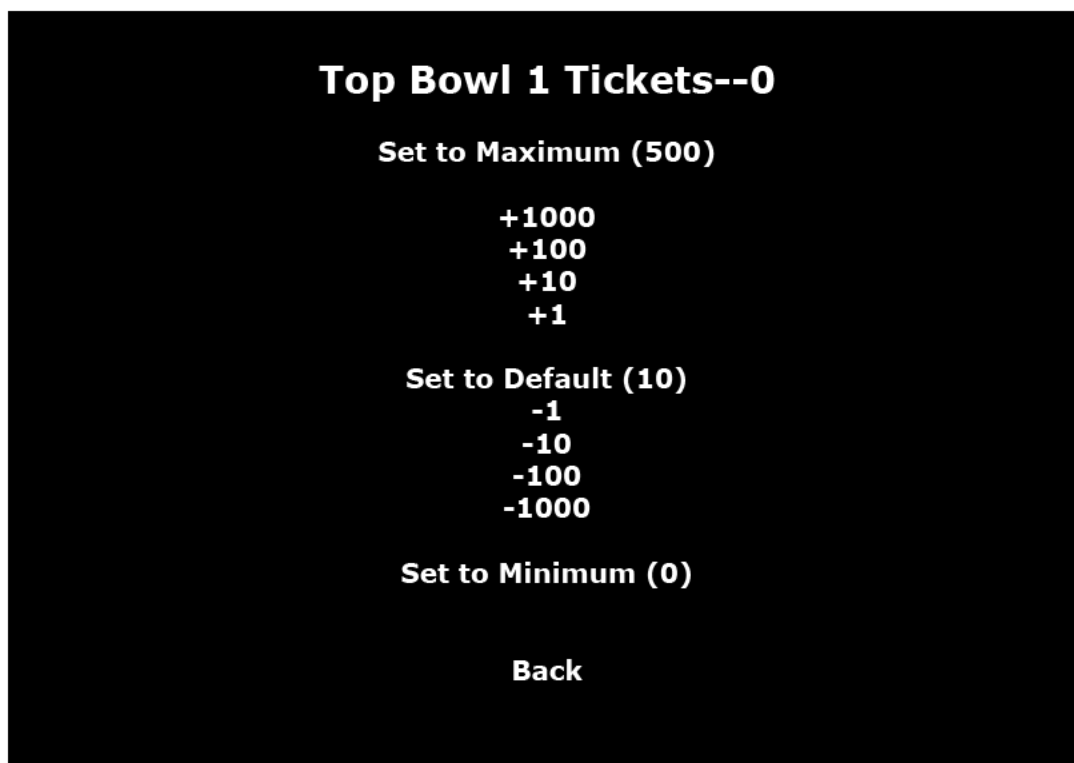 Top Bowl 1 Tickets--0
Set to Maximum (500)
+1000
+100
+10
+1
Set to Default (10)
-1
-10
-100
-1000
Set to Minimum (0)
Back